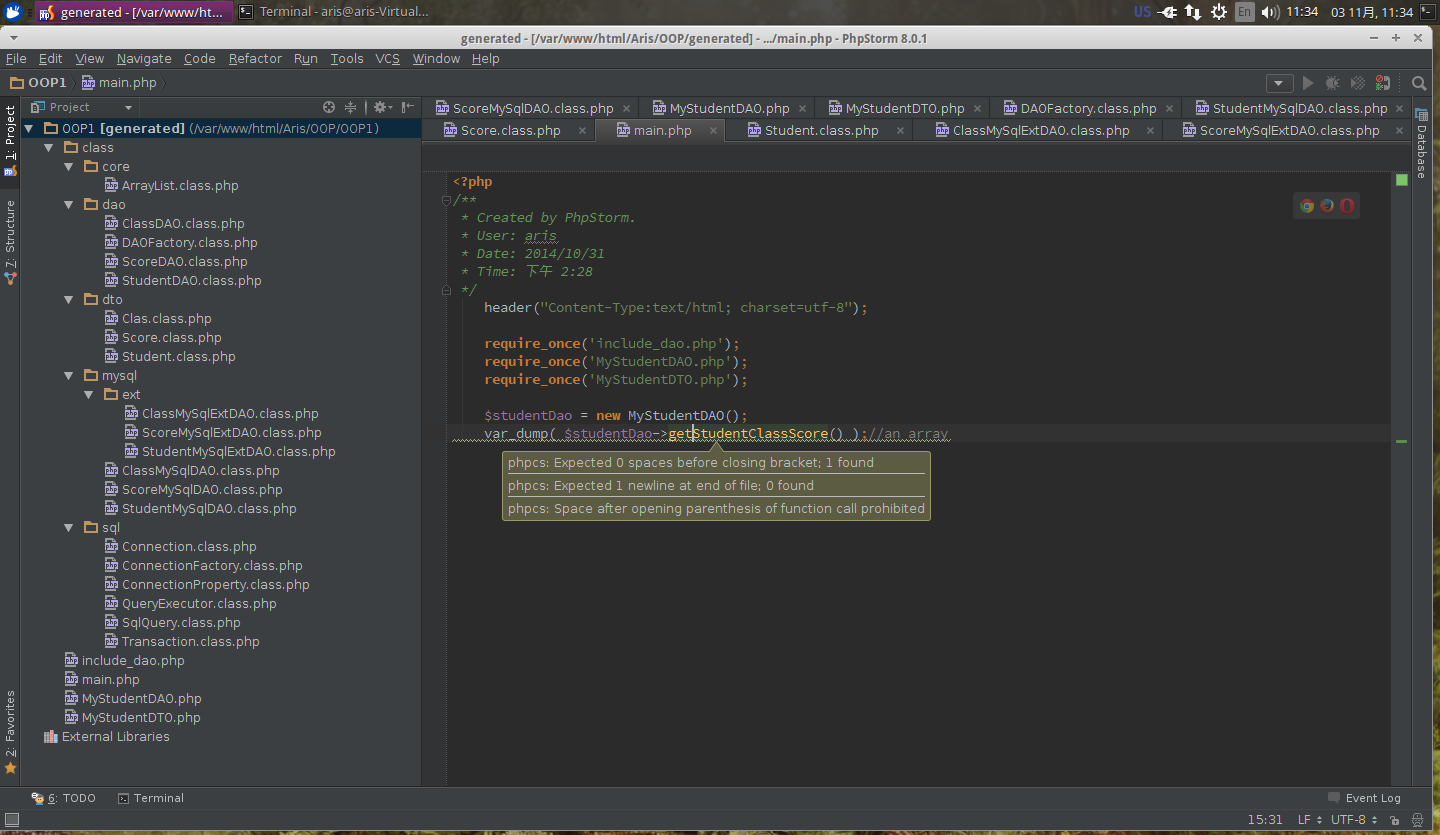 generated - [/var/www/ht...
Terminal - aris@aris-Virtual...
US
En
11:34
03 11月, 11:34
generated - [/var/www/html/Aris/OOP/generated] - .../main.php - PhpStorm 8.0.1
File Edit View Navigate Code Refactor Run Tools VCS Window Help
OOP1
main.php
Project
ScoreMySqlDAO.class.php
MyStudentDAO.php
MyStudentDTO.php
DAOFactory.class.php
StudentMySqlDAO.class.php
Score.class.php
main.php
Student.class.php
ClassMySqlExtDAO.class.php
ScoreMySqlExtDAO.class.php
1: Project
7: Structure
2: Favorites
Database
OOP1 [generated] (/var/www/html/Aris/OOP/OOP1)
class
core
ArrayList.class.php
dao
ClassDAO.class.php
DAOFactory.class.php
ScoreDAO.class.php
StudentDAO.class.php
dto
Clas.class.php
Score.class.php
Student.class.php
mysql
ext
ClassMySqlExtDAO.class.php
ScoreMySqlExtDAO.class.php
StudentMySqlExtDAO.class.php
ClassMySqlDAO.class.php
ScoreMySqlDAO.class.php
StudentMySqlDAO.class.php
sql
Connection.class.php
ConnectionFactory.class.php
ConnectionProperty.class.php
QueryExecutor.class.php
SqlQuery.class.php
Transaction.class.php
include_dao.php
main.php
MyStudentDAO.php
MyStudentDTO.php
External Libraries
<?php
/**
* Created by PhpStorm.
* User: aris
* Date: 2014/10/31
* Time: 下午 2:28
*/
header("Content-Type:text/html; charset=utf-8");
require_once('include_dao.php');
require_once('MyStudentDAO.php');
require_once('MyStudentDTO.php');
$studentDao = new MyStudentDAO();
var_dump( $studentDao->getStudentClassScore() );//an array
phpcs: Expected 0 spaces before closing bracket; 1 found
phpcs: Expected 1 newline at end of file; 0 found
phpcs: Space after opening parenthesis of function call prohibited
6: TODO
Terminal
Event Log
15:31
LF
UTF-8